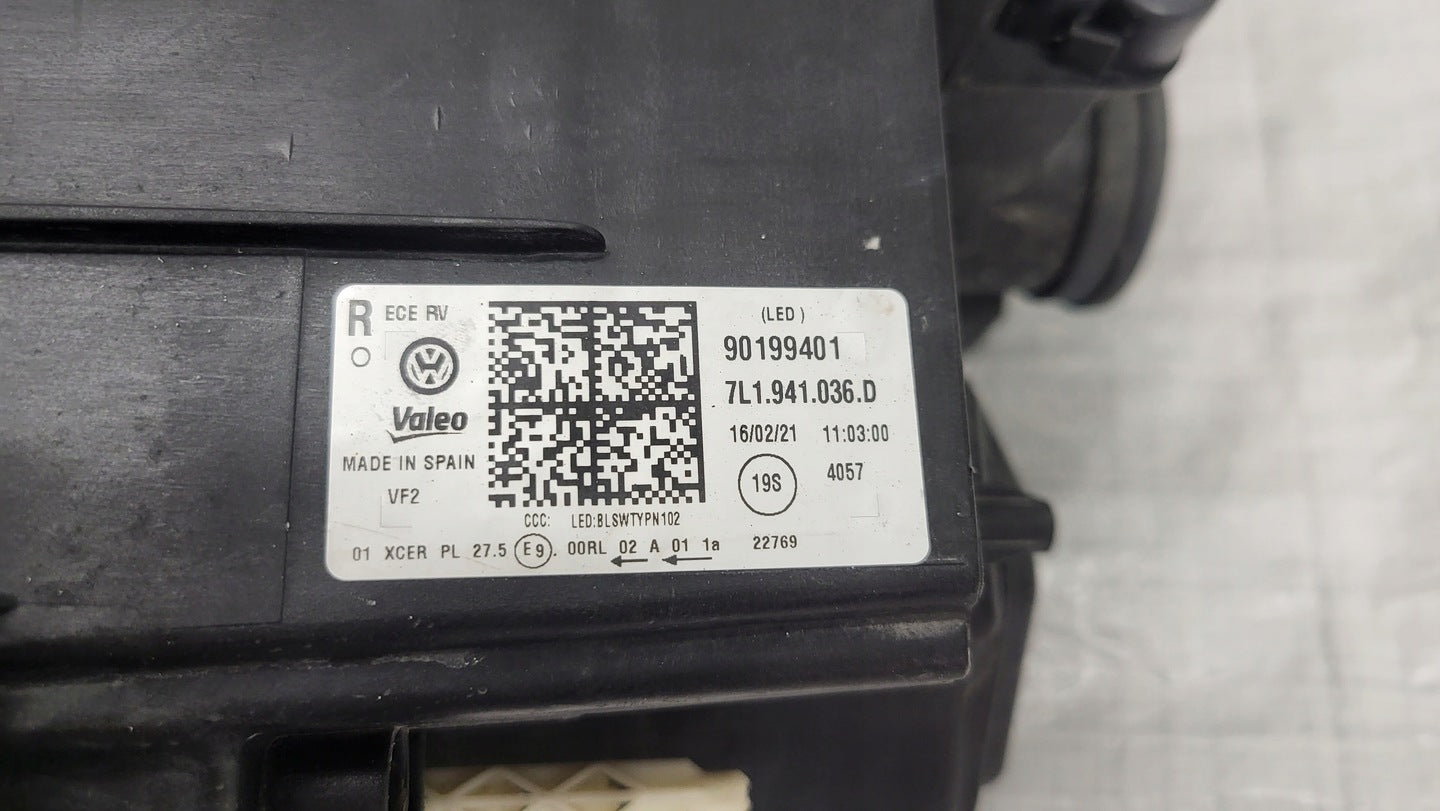 R ECE RV
(LED)
90199401
Valeo
7L1.941.036.D
16/02/21 11:03:00
MADE IN SPAIN
19S
4057
VF2
CCC: LED:BLSWTYPN102
01 XCER PL 27.5 E9. 00RL 02 A 01 1a 22769